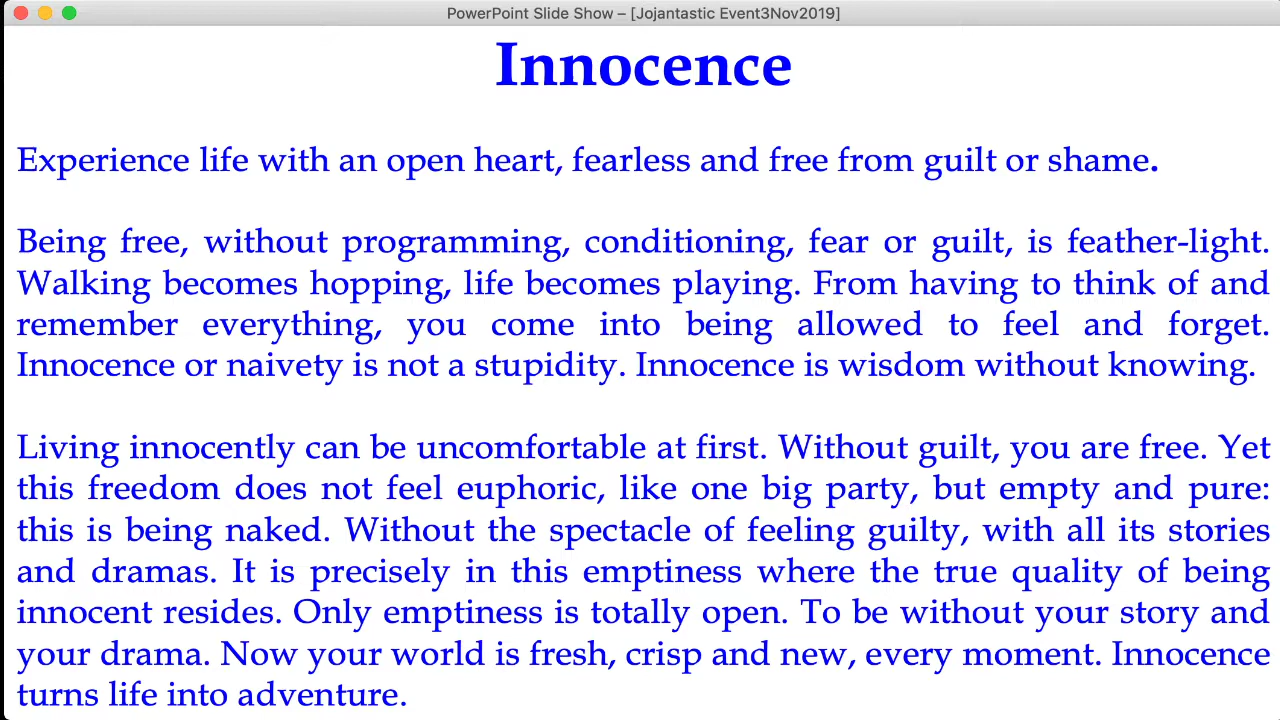 PowerPoint Slide Show – [Jojantastic Event3Nov2019]
Innocence
Experience life with an open heart, fearless and free from guilt or shame.
Being free, without programming, conditioning, fear or guilt, is feather-light.
Walking becomes hopping, life becomes playing. From having to think of and
remember everything, you come into being allowed to feel and forget.
Innocence or naivety is not a stupidity. Innocence is wisdom without knowing.
Living innocently can be uncomfortable at first. Without guilt, you are free. Yet
this freedom does not feel euphoric, like one big party, but empty and pure:
this is being naked. Without the spectacle of feeling guilty, with all its stories
and dramas. It is precisely in this emptiness where the true quality of being
innocent resides. Only emptiness is totally open. To be without your story and
your drama. Now your world is fresh, crisp and new, every moment. Innocence
turns life into adventure.